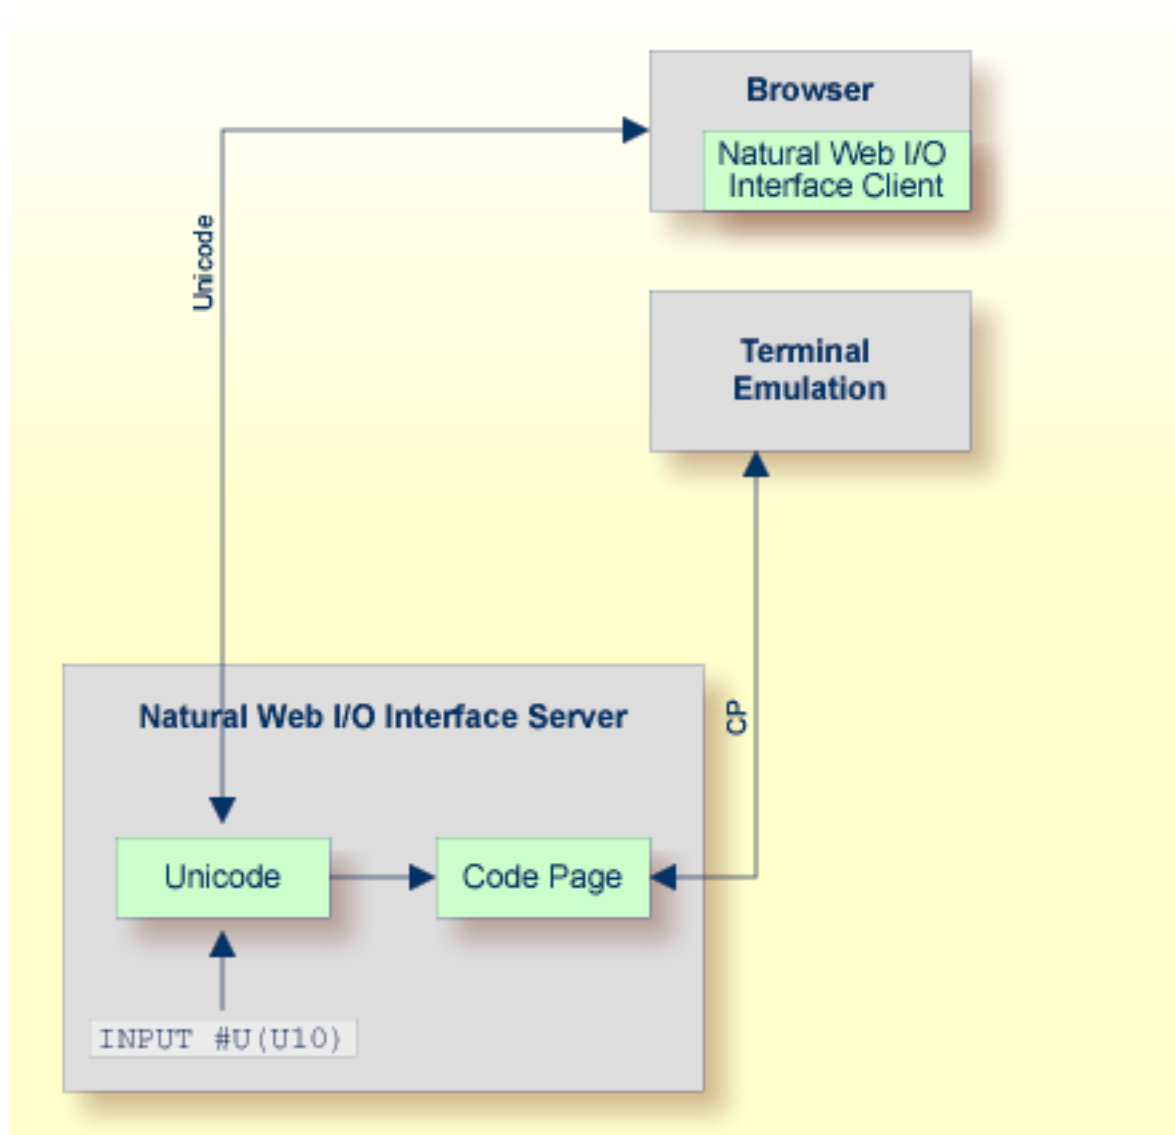 Browser
Natural Web I/O
Interface Client
Unicode
Terminal
Emulation
Natural Web I/O Interface Server
CP
Unicode
Code Page
INPUT #U(U10)